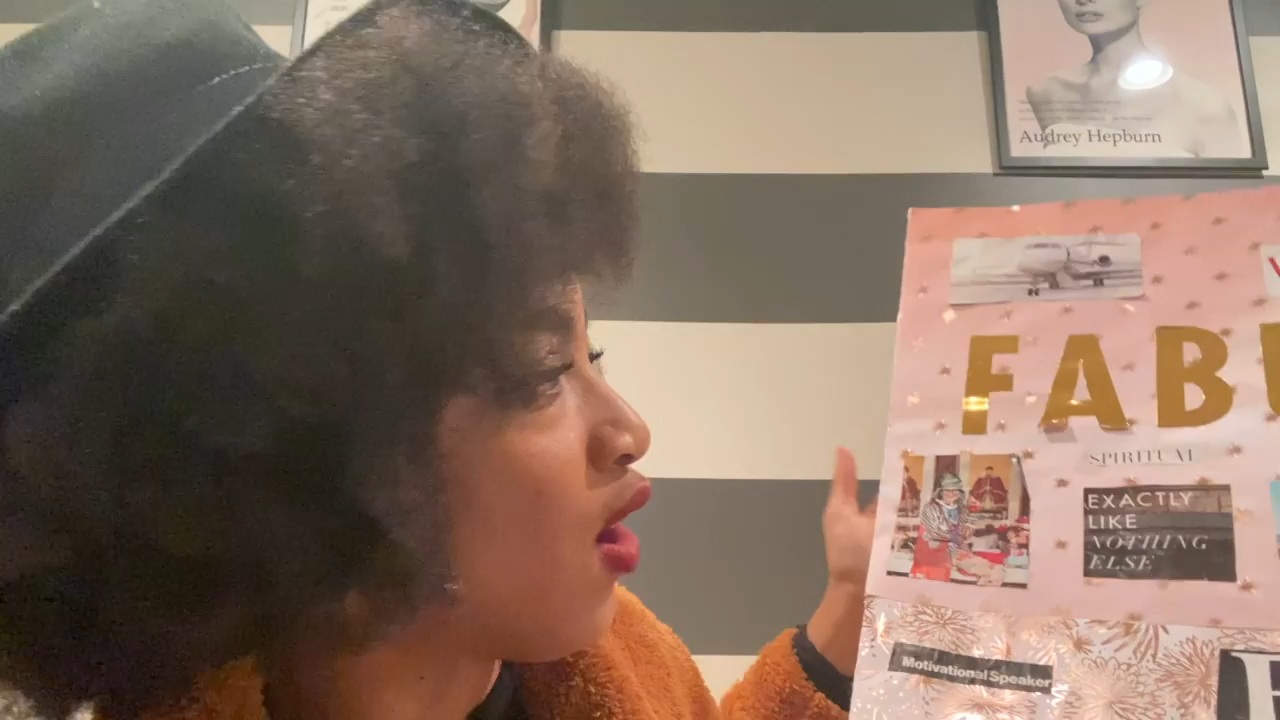 Audrey Hepburn
FABU
SPIRITUAL
EXACTLY
LIKE
NOTHING
ELSE
Motivational Speaker